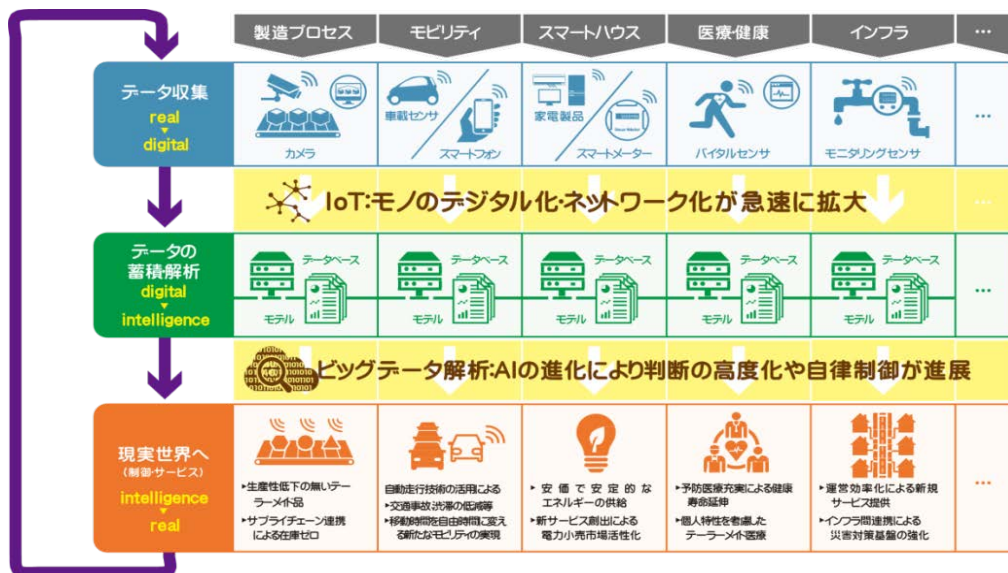 製造プロセス
モビリティ
スマートハウス
医療・健康
インフラ
…
データ収集
real
digital
カメラ
車載センサ
スマートフォン
家電製品
スマートメーター
バイタルセンサ
モニタリングセンサ
…
IoT:モノのデジタル化・ネットワーク化が急速に拡大
…
データの
蓄積・解析
digital
intelligence
データベース
モデル
データベース
モデル
データベース
モデル
データベース
モデル
データベース
モデル
…
ビッグデータ解析:AIの進化により判断の高度化や自律制御が進展
…
現実世界へ
(制御・サービス)
intelligence
real
▸生産性低下の無いテー
ラーメイド品
▸サプライチェーン連携
による在庫ゼロ
自動走行技術の活用による
▸交通事故・渋滞の低減等
▸移動時間を自由時間に変え
る新たなモビリティの実現
▸安価で安定的な
エネルギーの供給
▸新サービス創出による
電力小売市場活性化
▸予防医療充実による健康
寿命延伸
▸個人特性を考慮した
テーラーメイド医療
▸運営効率化による新規
サービス提供
▸インフラ間連携による
災害対策基盤の強化
…